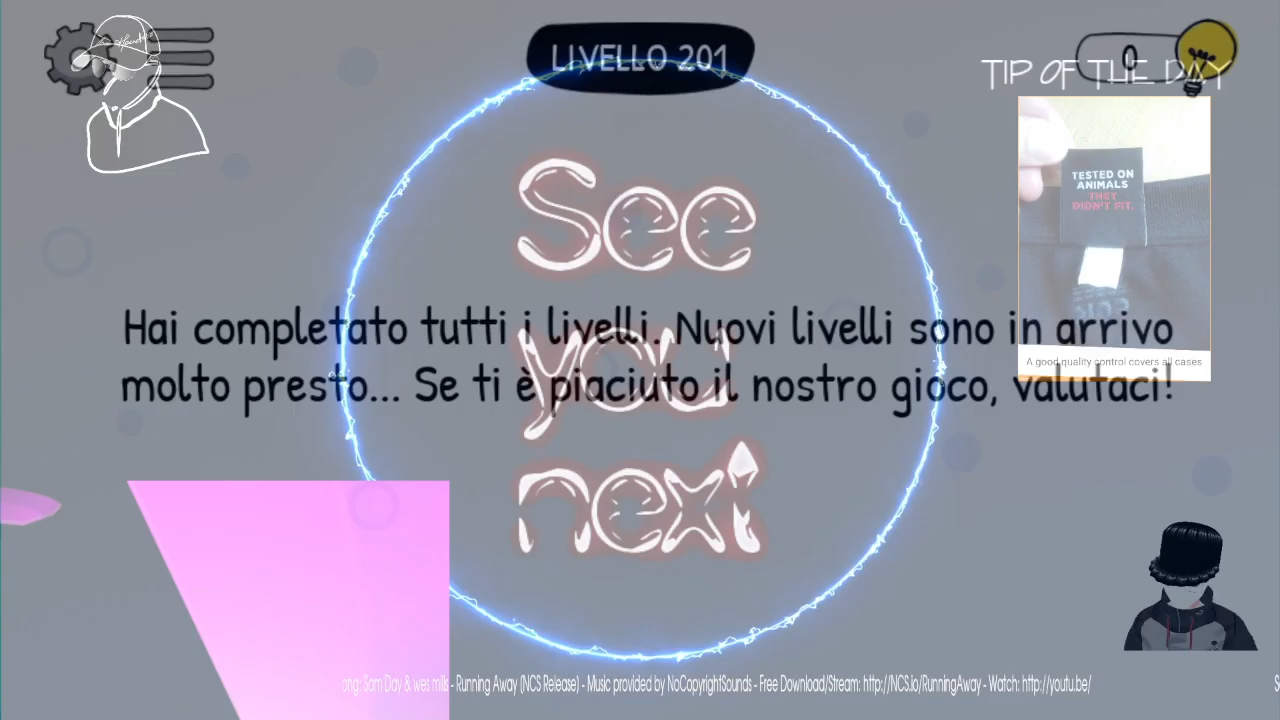 LIVELLO 201
0
TIP OF THE DAY
TESTED ON
ANIMALS
THEY
DIDN'T FIT.
See
Hai completato tutti i livelli. Nuovi livelli sono in arrivo
you
A good quality control covers all cases
molto presto... Se ti è piaciuto il nostro gioco, valutaci!
next
ong: Sam Day & wes mills - Running Away (NCS Release) - Music provided by NoCopyrightSounds - Free Download/Stream: http://NCS.io/RunningAway - Watch: http://youtu.be/